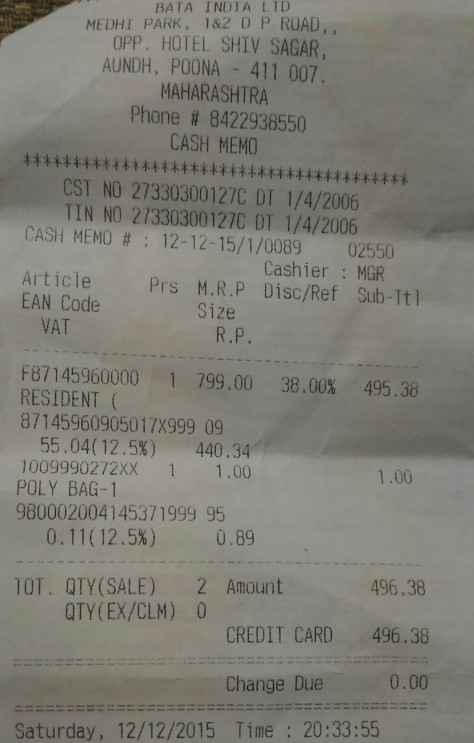 BATA INDIA LTD
MEDHI PARK, 1&2 D P ROAD,,
OPP. HOTEL SHIV SAGAR,
AUNDH, POONA - 411 007.
MAHARASHTRA
Phone # 8422938550
CASH MEMO
***************************************
CST NO 27330300127C DT 1/4/2006
TIN NO 27330300127C DT 1/4/2006
CASH MEMO # : 12-12-15/1/0089 02550
Cashier : MGR
Article Prs M.R.P Disc/Ref Sub-Ttl
EAN Code Size
VAT R.P.
----------------------------------------
F87145960000 1 799.00 38.00% 495.38
RESIDENT (
87145960905017X999 09
55.04(12.5%) 440.34
1009990272XX 1 1.00 1.00
POLY BAG-1
980002004145371999 95
0.11(12.5%) 0.89
----------------------------------------
TOT. QTY(SALE) 2 Amount 496.38
QTY(EX/CLM) 0
CREDIT CARD 496.38
========================================
Change Due 0.00
========================================
Saturday, 12/12/2015 Time : 20:33:55